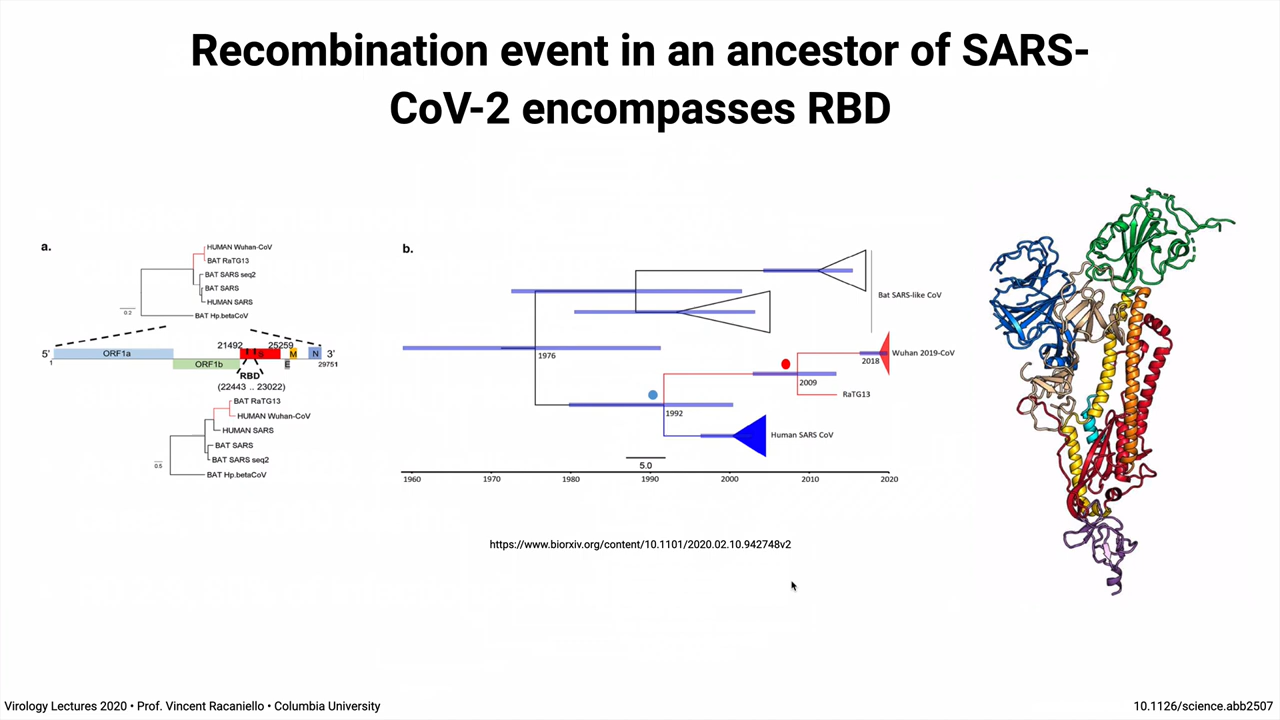 Recombination event in an ancestor of SARS-
CoV-2 encompasses RBD
a.
HUMAN Wuhan-CoV
BAT RaTG13
BAT SARS seq2
BAT SARS
HUMAN SARS
BAT Hp.betaCoV
0.2
21492
25259
5'
ORF1a
ORF1b
S
M
E
N
3'
1
29751
RBD
(22443 .. 23022)
BAT RaTG13
HUMAN Wuhan-CoV
HUMAN SARS
BAT SARS
BAT SARS seq2
BAT Hp.betaCoV
0.5
b.
Bat SARS-like CoV
1976
Wuhan 2019-CoV
2018
2009
RaTG13
1992
Human SARS CoV
5.0
1960 1970 1980 1990 2000 2010 2020
https://www.biorxiv.org/content/10.1101/2020.02.10.942748v2
Virology Lectures 2020 • Prof. Vincent Racaniello • Columbia University
10.1126/science.abb2507